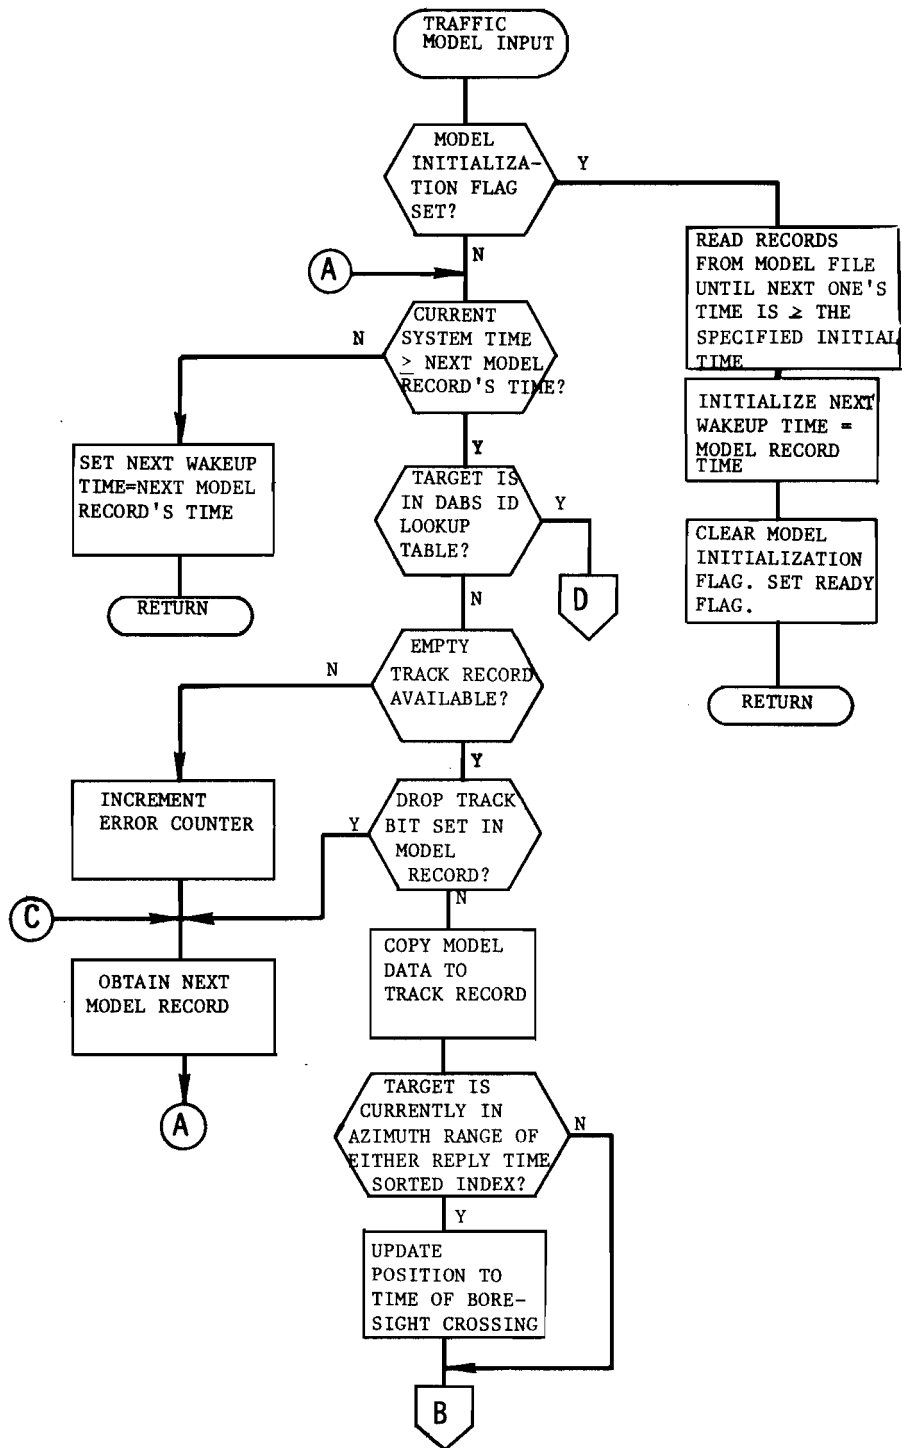 TRAFFIC
MODEL INPUT
MODEL
INITIALIZA-
TION FLAG
SET?
Y
N
READ RECORDS
FROM MODEL FILE
UNTIL NEXT ONE'S
TIME IS ≥ THE
SPECIFIED INITIAL
TIME
A
CURRENT
SYSTEM TIME
≥ NEXT MODEL
RECORD'S TIME?
N
Y
INITIALIZE NEXT
WAKEUP TIME =
MODEL RECORD
TIME
SET NEXT WAKEUP
TIME=NEXT MODEL
RECORD'S TIME
RETURN
TARGET IS
IN DABS ID
LOOKUP
TABLE?
Y
D
N
CLEAR MODEL
INITIALIZATION
FLAG. SET READY
FLAG.
RETURN
EMPTY
TRACK RECORD
AVAILABLE?
N
Y
INCREMENT
ERROR COUNTER
DROP TRACK
BIT SET IN
MODEL
RECORD?
Y
N
C
OBTAIN NEXT
MODEL RECORD
A
COPY MODEL
DATA TO
TRACK RECORD
TARGET IS
CURRENTLY IN
AZIMUTH RANGE OF
EITHER REPLY TIME
SORTED INDEX?
N
Y
UPDATE
POSITION TO
TIME OF BORE-
SIGHT CROSSING
B